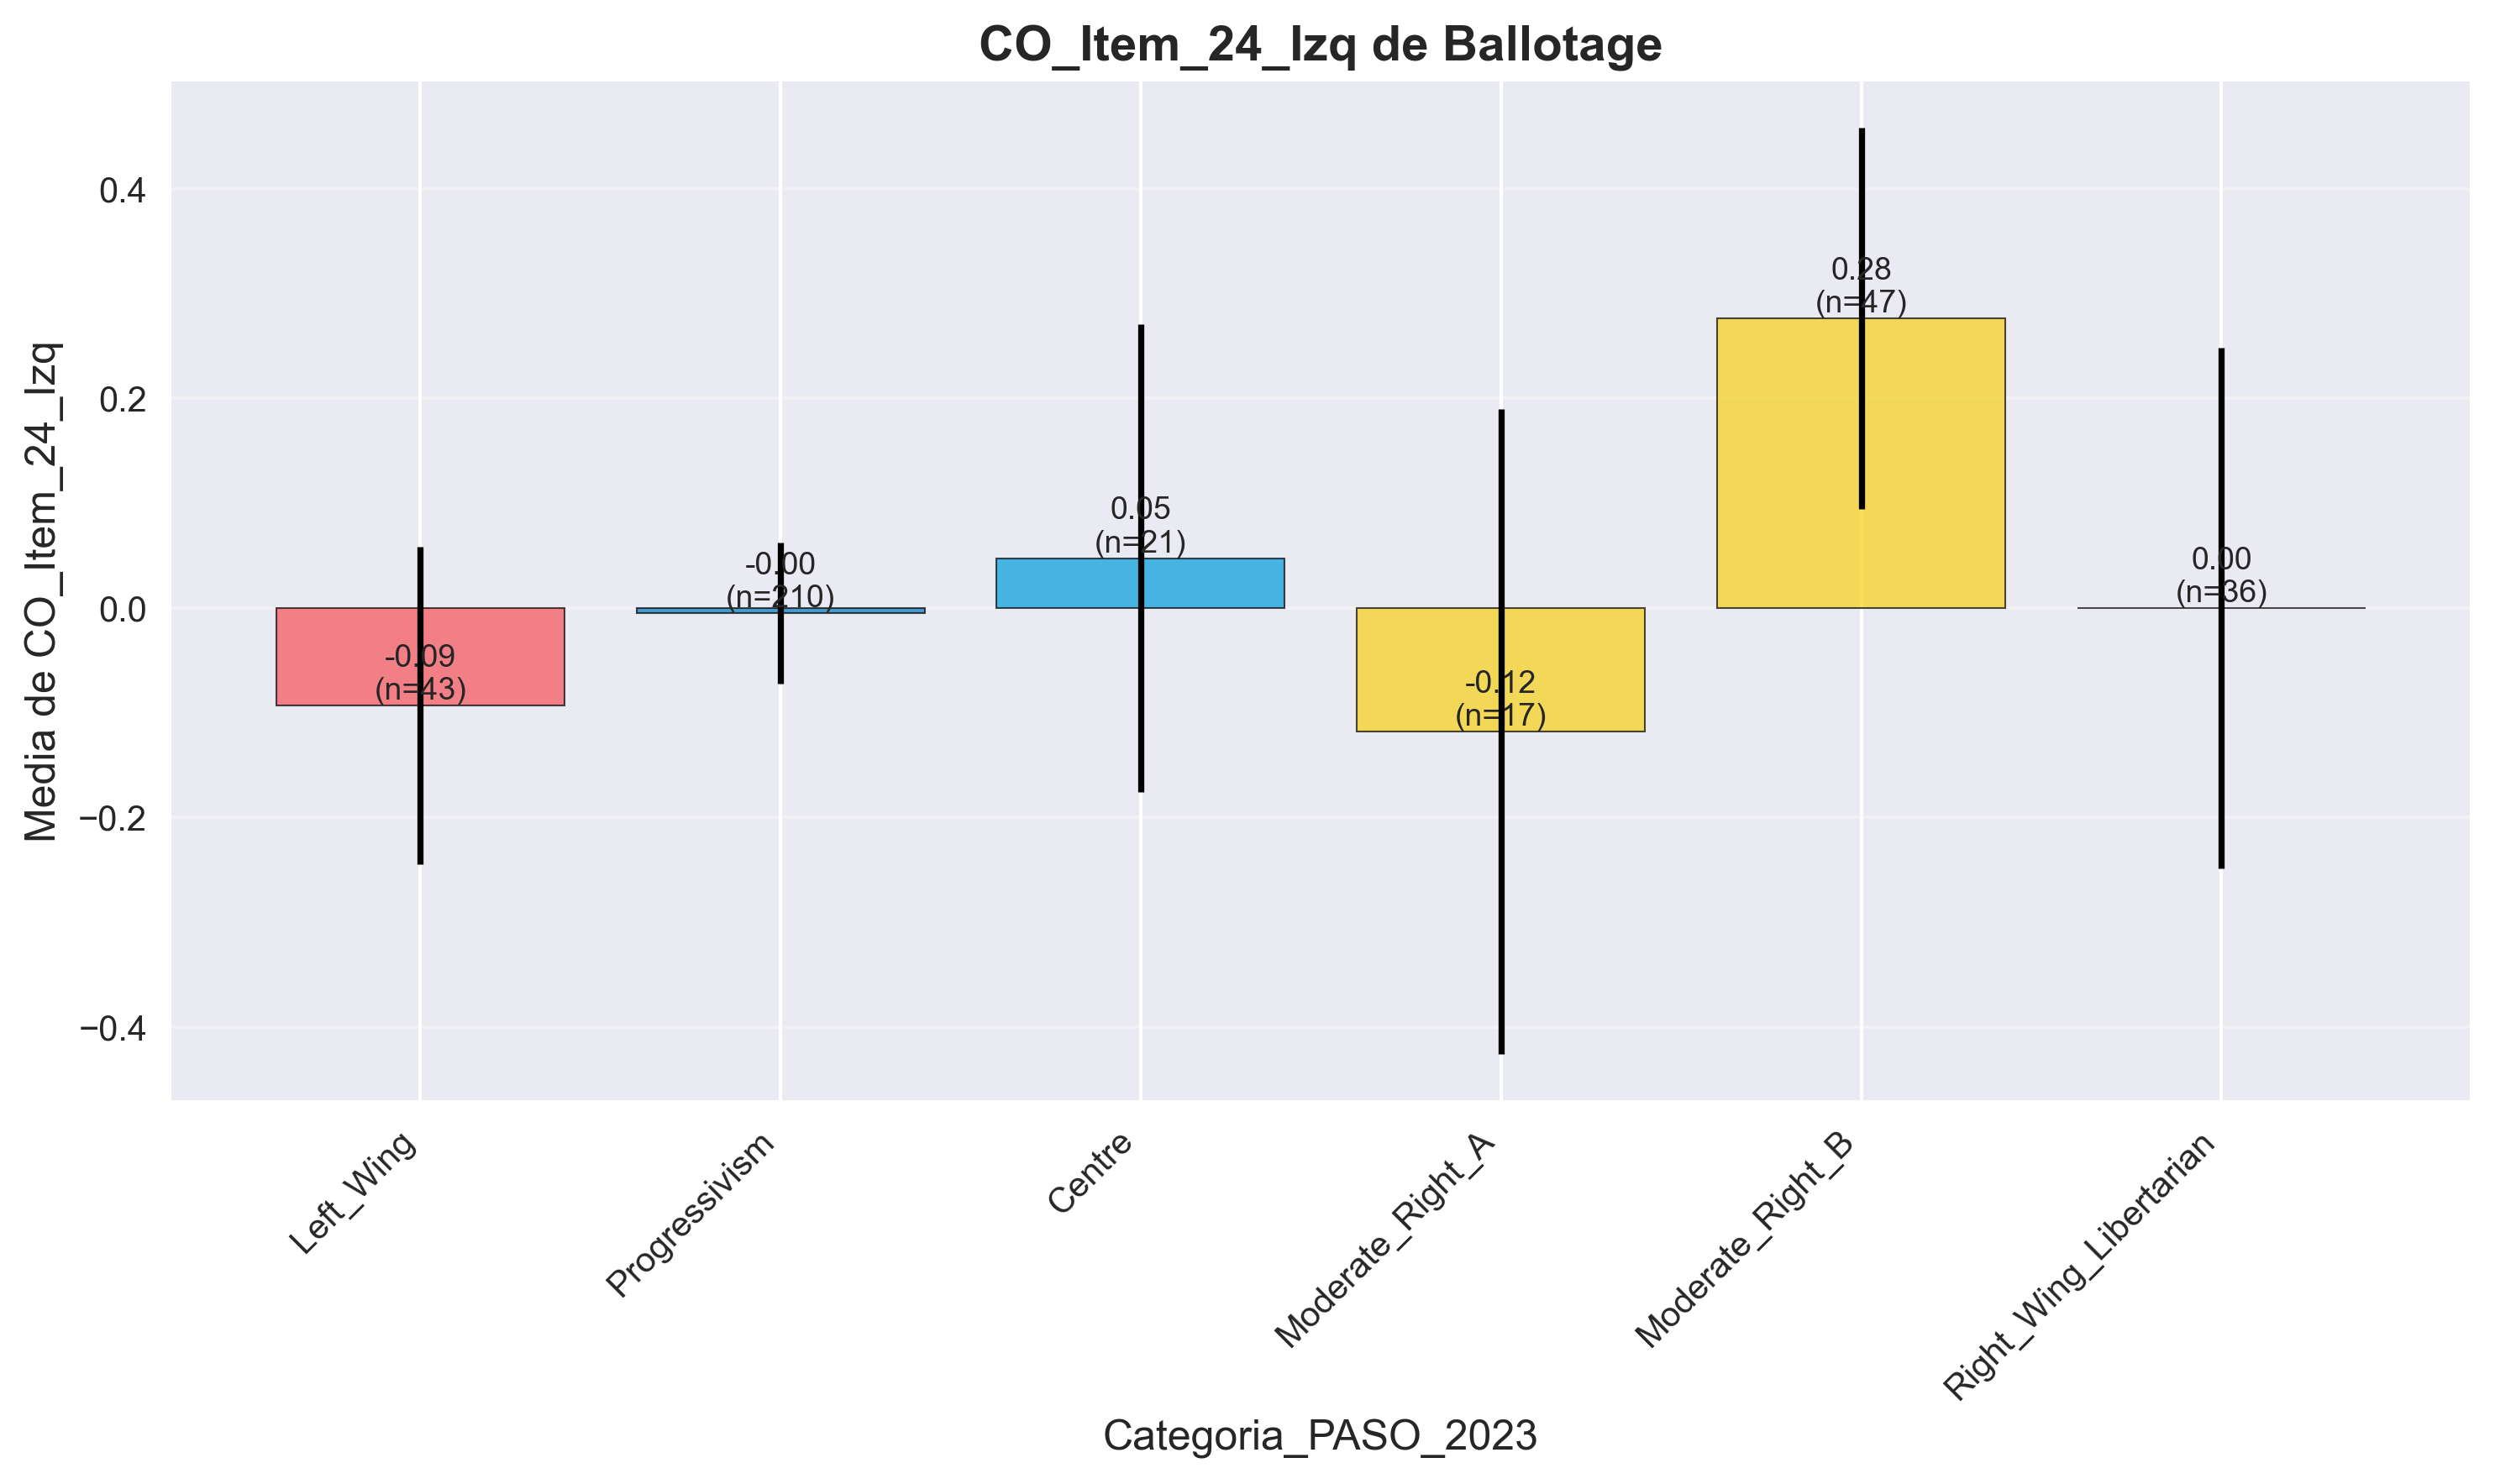 CO_Item_24_Izq de Ballotage
Media de CO_Item_24_Izq
0.4
0.2
0.0
−0.2
−0.4
-0.09
(n=43)
-0.00
(n=210)
0.05
(n=21)
-0.12
(n=17)
0.28
(n=47)
0.00
(n=36)
Left_Wing
Progressivism
Centre
Moderate_Right_A
Moderate_Right_B
Right_Wing_Libertarian
Categoria_PASO_2023